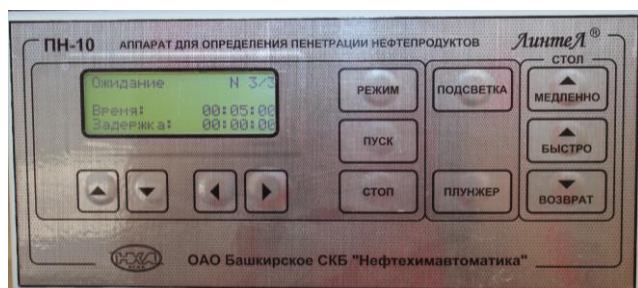 ПН-10 АППАРАТ ДЛЯ ОПРЕДЕЛЕНИЯ ПЕНЕТРАЦИИ НЕФТЕПРОДУКТОВ ЛинтеЛ®
СТОЛ
Ожидание N 3/3
Время: 00:05:00
Задержка: 00:00:00
РЕЖИМ ПОДСВЕТКА МЕДЛЕННО
ПУСК БЫСТРО
СТОП ПЛУНЖЕР ВОЗВРАТ
НХА ОАО Башкирское СКБ "Нефтехимавтоматика"